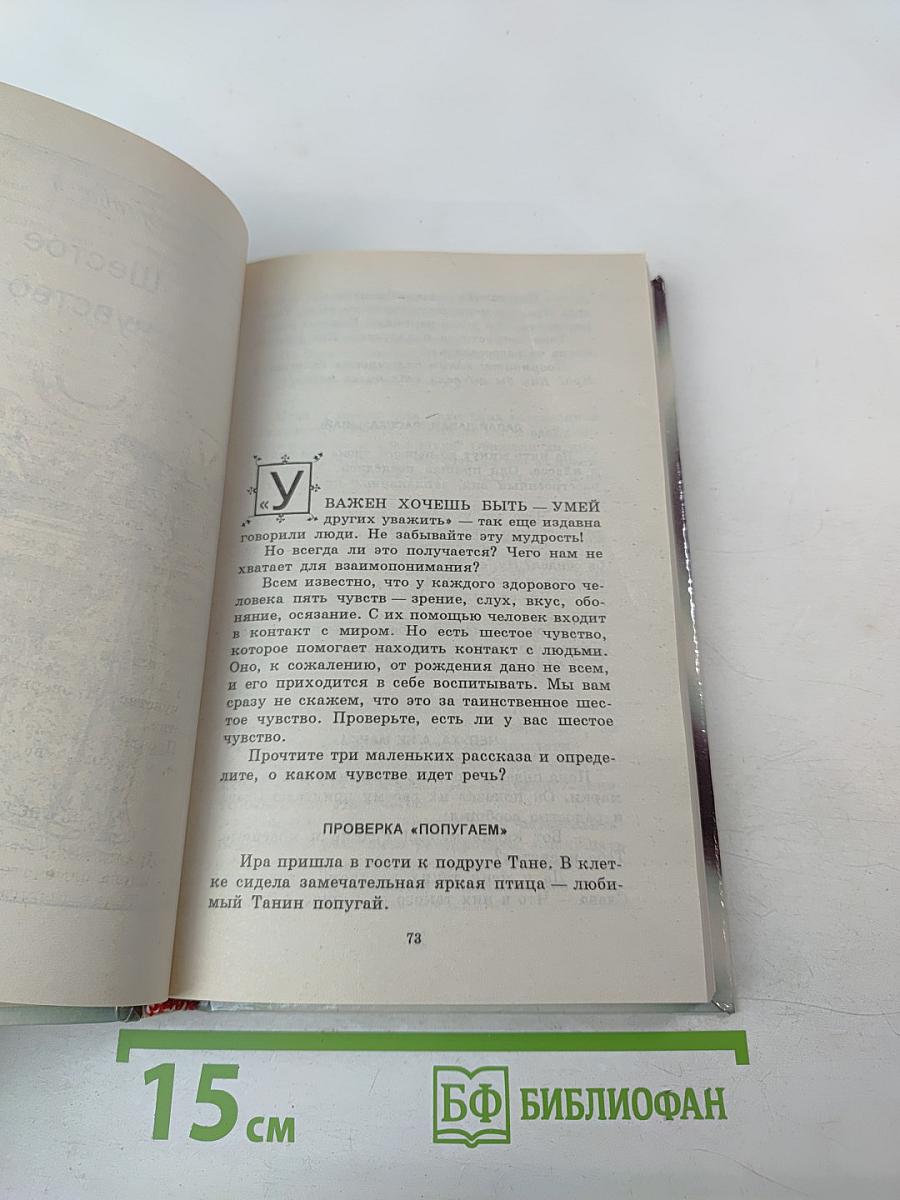 Шестое
чувство
«УВАЖЕН ХОЧЕШЬ БЫТЬ — УМЕЙ
других уважить» — так еще издавна
говорили люди. Не забывайте эту мудрость!
Но всегда ли это получается? Чего нам не
хватает для взаимопонимания?
Всем известно, что у каждого здорового че-
ловека пять чувств — зрение, слух, вкус, обо-
няние, осязание. С их помощью человек входит
в контакт с миром. Но есть шестое чувство,
которое помогает находить контакт с людьми.
Оно, к сожалению, от рождения дано не всем,
и его приходится в себе воспитывать. Мы вам
сразу не скажем, что это за таинственное шес-
тое чувство. Проверьте, есть ли у вас шестое
чувство.
Прочтите три маленьких рассказа и опреде-
лите, о каком чувстве идет речь?
ПРОВЕРКА «ПОПУГАЕМ»
Ира пришла в гости к подруге Тане. В клет-
ке сидела замечательная яркая птица — люби-
мый Танин попугай.
73
15 см
БФ БИБЛИОФАН